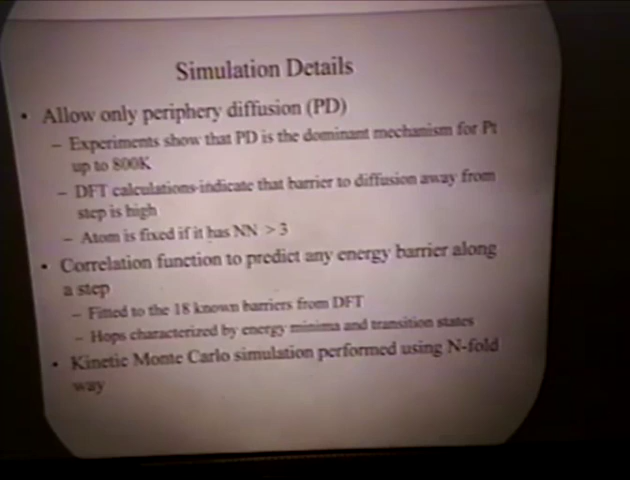 Simulation Details
• Allow only periphery diffusion (PD)
– Experiments show that PD is the dominant mechanism for Pt
up to 800K
– DFT calculations indicate that barrier to diffusion away from
step is high
– Atom is fixed if it has NN > 3
• Correlation function to predict any energy barrier along
a step
– Fitted to the 18 known barriers from DFT
– Hops characterized by energy minima and transition states
• Kinetic Monte Carlo simulation performed using N-fold
way